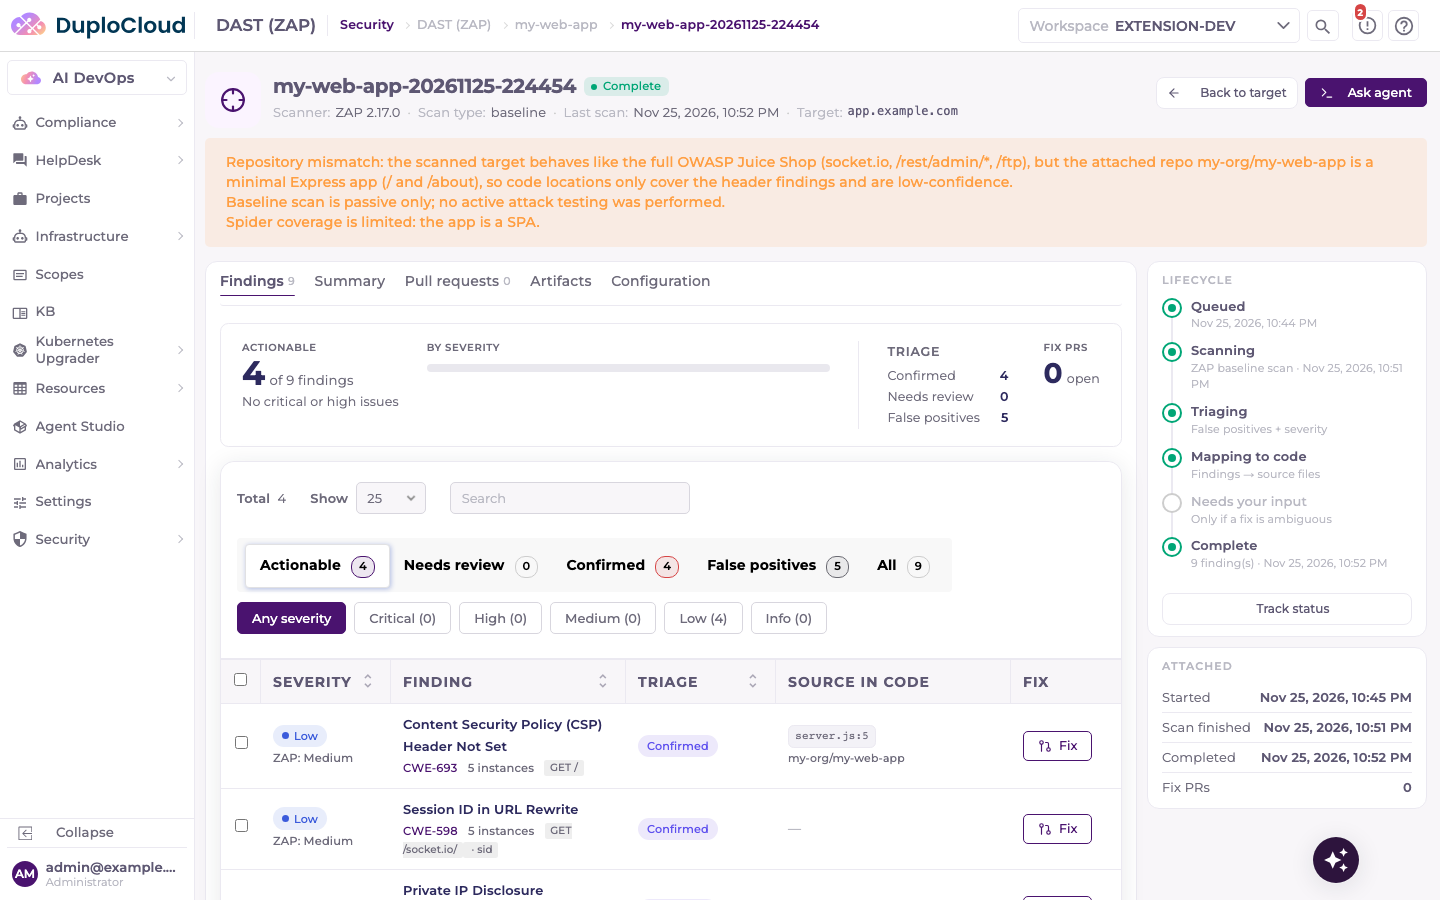 DuploCloud
DAST (ZAP)
Security > DAST (ZAP) > my-web-app > my-web-app-20261125-224454
Workspace EXTENSION-DEV
2
AI DevOps
Compliance
HelpDesk
Projects
Infrastructure
Scopes
KB
Kubernetes
Upgrader
Resources
Agent Studio
Analytics
Settings
Security
Collapse
AM
admin@example....
Administrator
my-web-app-20261125-224454
Complete
Scanner: ZAP 2.17.0 · Scan type: baseline · Last scan: Nov 25, 2026, 10:52 PM · Target: app.example.com
Back to target
Ask agent
Repository mismatch: the scanned target behaves like the full OWASP Juice Shop (socket.io, /rest/admin/*, /ftp), but the attached repo my-org/my-web-app is a
minimal Express app (/ and /about), so code locations only cover the header findings and are low-confidence.
Baseline scan is passive only; no active attack testing was performed.
Spider coverage is limited: the app is a SPA.
Findings 9
Summary
Pull requests 0
Artifacts
Configuration
ACTIONABLE
4 of 9 findings
No critical or high issues
BY SEVERITY
TRIAGE
Confirmed 4
Needs review 0
False positives 5
FIX PRS
0 open
Total 4
Show 25
Search
Actionable 4
Needs review 0
Confirmed 4
False positives 5
All 9
Any severity
Critical (0)
High (0)
Medium (0)
Low (4)
Info (0)
SEVERITY
FINDING
TRIAGE
SOURCE IN CODE
FIX
Low
ZAP: Medium
Content Security Policy (CSP)
Header Not Set
CWE-693 5 instances GET /
Confirmed
server.js:5
my-org/my-web-app
Fix
Low
ZAP: Medium
Session ID in URL Rewrite
CWE-598 5 instances GET
/socket.io/ · sid
Confirmed
—
Fix
Private IP Disclosure
LIFECYCLE
Queued
Nov 25, 2026, 10:44 PM
Scanning
ZAP baseline scan · Nov 25, 2026, 10:51
PM
Triaging
False positives + severity
Mapping to code
Findings → source files
Needs your input
Only if a fix is ambiguous
Complete
9 finding(s) · Nov 25, 2026, 10:52 PM
Track status
ATTACHED
Started Nov 25, 2026, 10:45 PM
Scan finished Nov 25, 2026, 10:51 PM
Completed Nov 25, 2026, 10:52 PM
Fix PRs 0